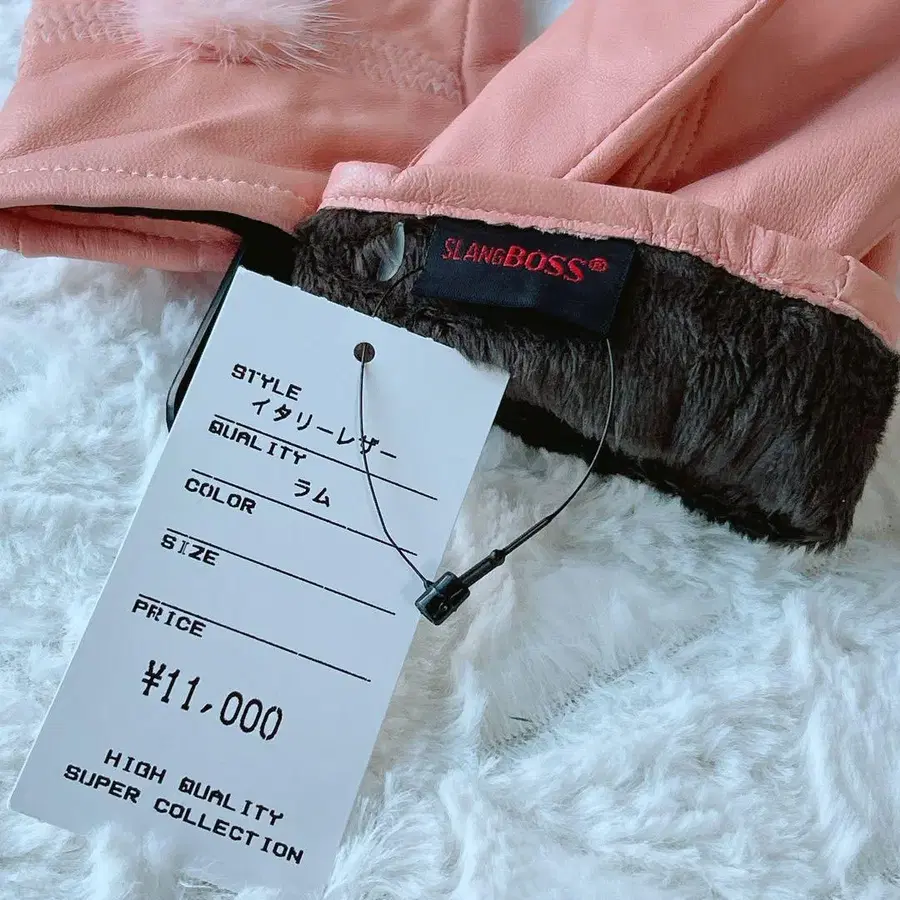 SLANGBOSS®
STYLE
イタリーレザー
QUALITY
ラム
COLOR
SIZE
PRICE
¥11,000
HIGH QUALITY
SUPER COLLECTION